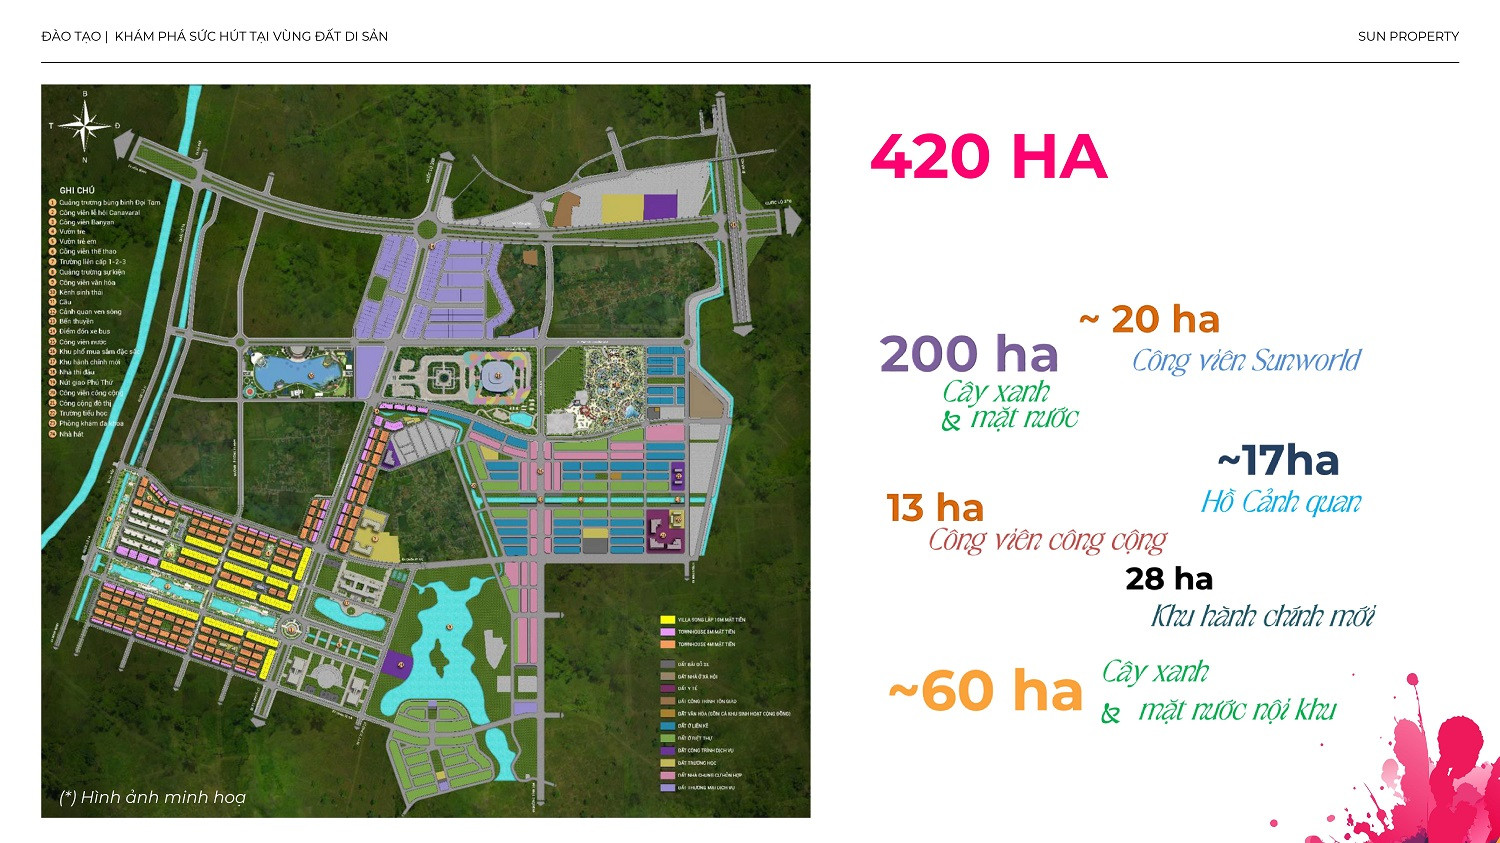 ĐÀO TẠO | KHÁM PHÁ SỨC HÚT TẠI VÙNG ĐẤT DI SẢN
SUN PROPERTY
B
T
Đ
N
GHI CHÚ
1 Quảng trường bùng binh Đọi Tam
2 Công viên lễ hội Canavaral
3 Công viên Banyan
4 Vườn tre
5 Vườn trẻ em
6 Công viên thể thao
7 Trường liên cấp 1-2-3
8 Quảng trường sự kiện
9 Công viên văn hóa
10 Kênh sinh thái
11 Cầu
12 Cảnh quan ven sông
13 Bến thuyền
14 Điểm đón xe bus
15 Công viên nước
16 Khu phố mua sắm đặc sản
17 Khu hành chính mới
18 Nhà thi đấu
19 Nút giao Phú Thứ
20 Công viên công cộng
21 Công cộng đô thị
22 Trường tiểu học
23 Phòng khám đa khoa
24 Nhà hát
VILLA SONG LẬP 10M MẶT TIỀN
TOWNHOUSE 8M MẶT TIỀN
TOWNHOUSE 6M MẶT TIỀN
ĐẤT BÃI ĐỖ XE
ĐẤT NHÀ Ở XÃ HỘI
ĐẤT Y TẾ
ĐẤT CÔNG TRÌNH TÔN GIÁO
ĐẤT VĂN HÓA (GỒM CẢ KHU SINH HOẠT CỘNG ĐỒNG)
ĐẤT Ở LIÊN KẾ
ĐẤT Ở BIỆT THỰ
ĐẤT CÔNG TRÌNH DỊCH VỤ
ĐẤT TRƯỜNG HỌC
ĐẤT NHÀ CHUNG CƯ HỖN HỢP
ĐẤT THƯƠNG MẠI DỊCH VỤ
(*) Hình ảnh minh hoạ
420 HA
~ 20 ha
Công viên Sunworld
200 ha
Cây xanh
& mặt nước
~17ha
Hồ Cảnh quan
13 ha
Công viên công cộng
28 ha
Khu hành chính mới
~60 ha
Cây xanh
& mặt nước nội khu